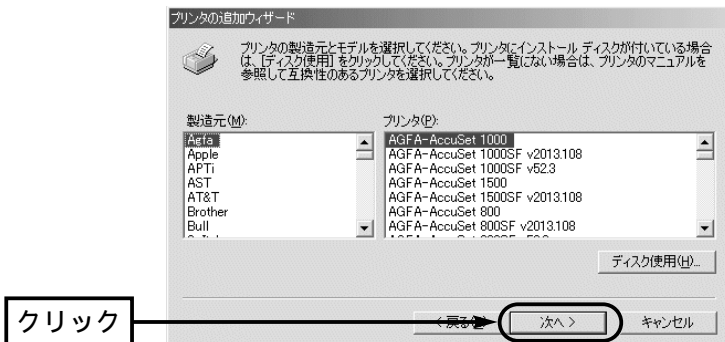 プリンタの追加ウィザード
プリンタの製造元とモデルを選択してください。プリンタにインストール ディスクが付いている場合
は、[ディスク使用] をクリックしてください。プリンタが一覧にない場合は、プリンタのマニュアルを
参照して互換性のあるプリンタを選択してください。
製造元(M):
Agfa
Apple
APTi
AST
AT&T
Brother
Bull
プリンタ(P):
AGFA-AccuSet 1000
AGFA-AccuSet 1000SF v2013.108
AGFA-AccuSet 1000SF v52.3
AGFA-AccuSet 1500
AGFA-AccuSet 1500SF v2013.108
AGFA-AccuSet 800
AGFA-AccuSet 800SF v2013.108
ディスク使用(H)...
クリック
< 戻る(B)
次へ >
キャンセル